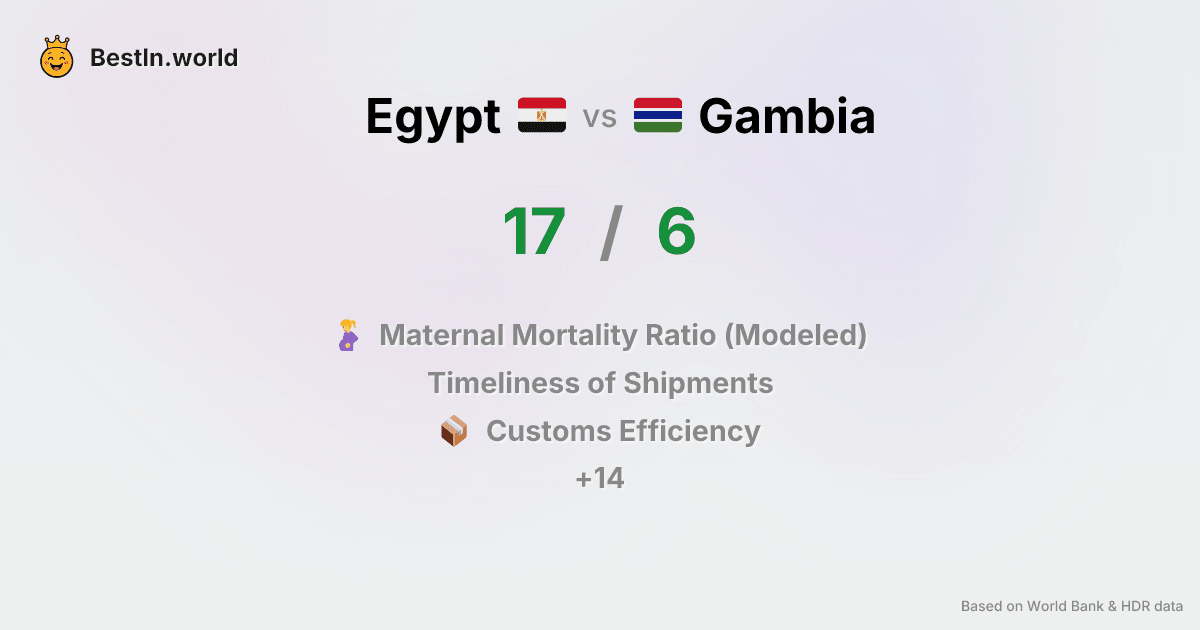 BestIn.world
Egypt vs Gambia
17 / 6
Maternal Mortality Ratio (Modeled)
Timeliness of Shipments
Customs Efficiency
+14
Based on World Bank & HDR data